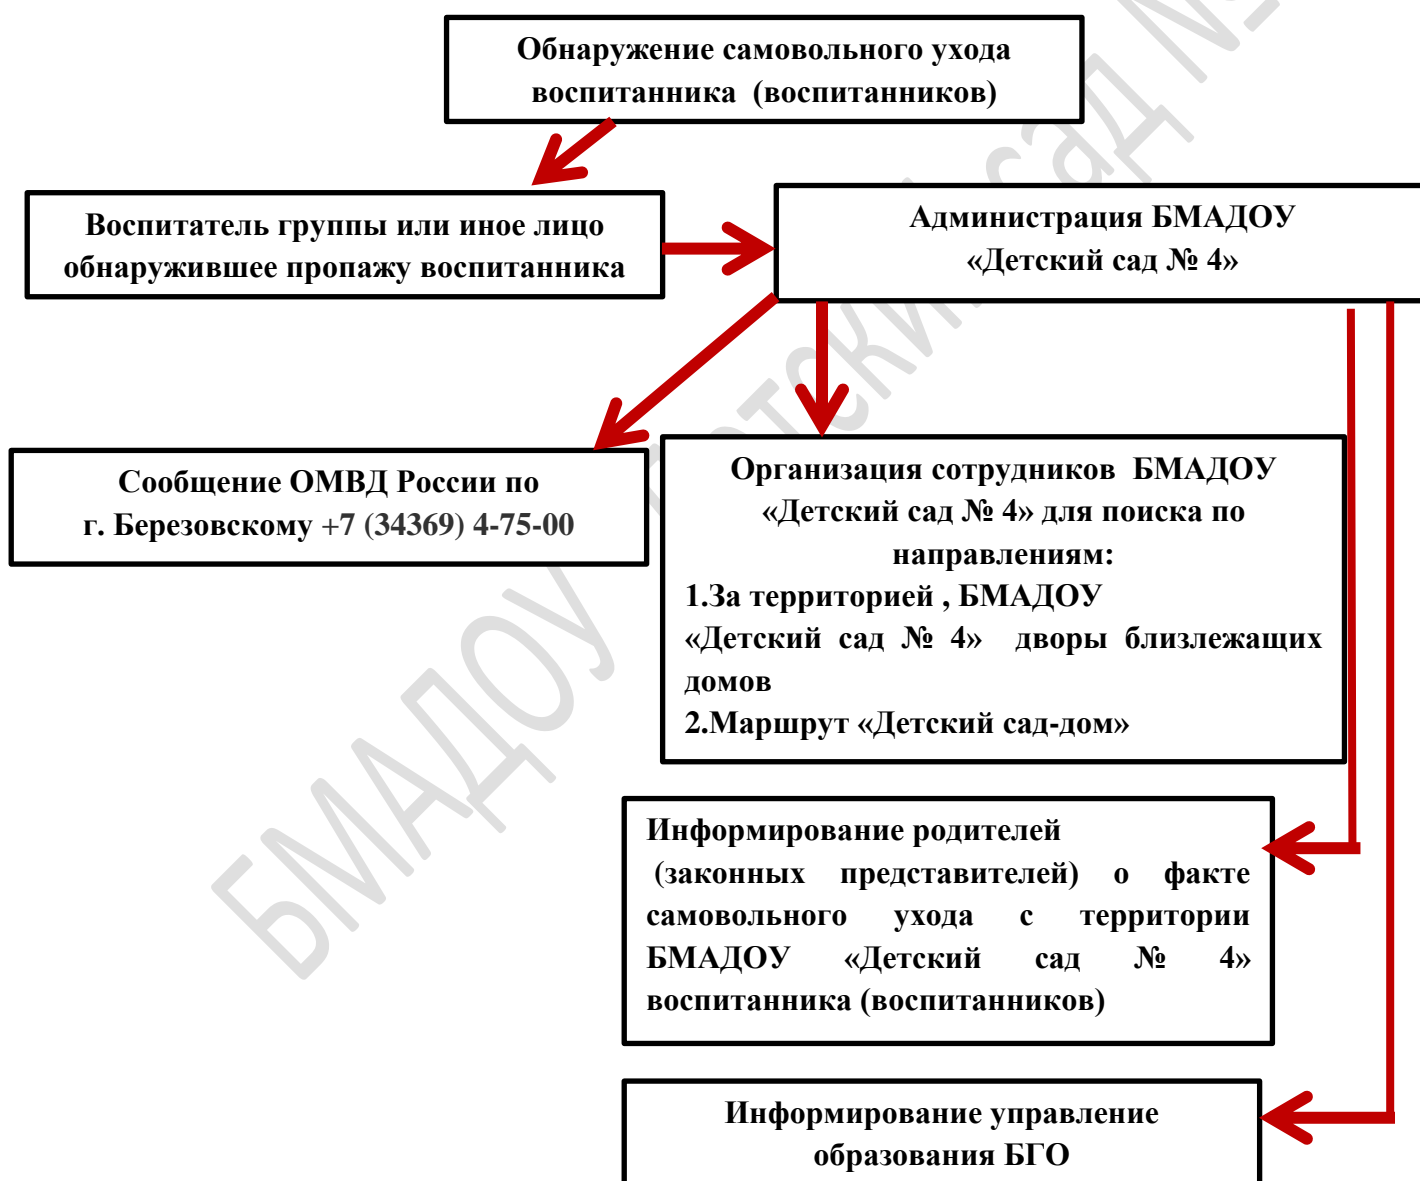 Обнаружение самовольного ухода
воспитанника (воспитанников)
Воспитатель группы или иное лицо
обнаружившее пропажу воспитанника
Администрация БМАДОУ
«Детский сад № 4»
Сообщение ОМВД России по
г. Березовскому +7 (34369) 4-75-00
Организация сотрудников БМАДОУ
«Детский сад № 4» для поиска по
направлениям:
1.За территорией , БМАДОУ
«Детский сад № 4» дворы близлежащих
домов
2.Маршрут «Детский сад-дом»
Информирование родителей
(законных представителей) о факте
самовольного ухода с территории
БМАДОУ «Детский сад № 4»
воспитанника (воспитанников)
Информирование управление
образования БГО
БМАДОУ сад №